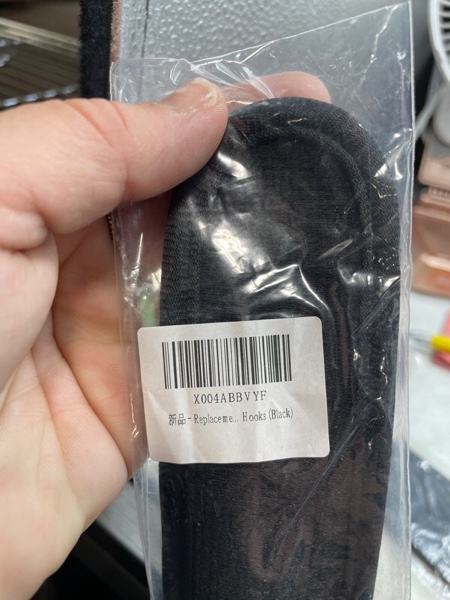 X004ABBVYF
新品 - Replaceme... Hooks (Black)